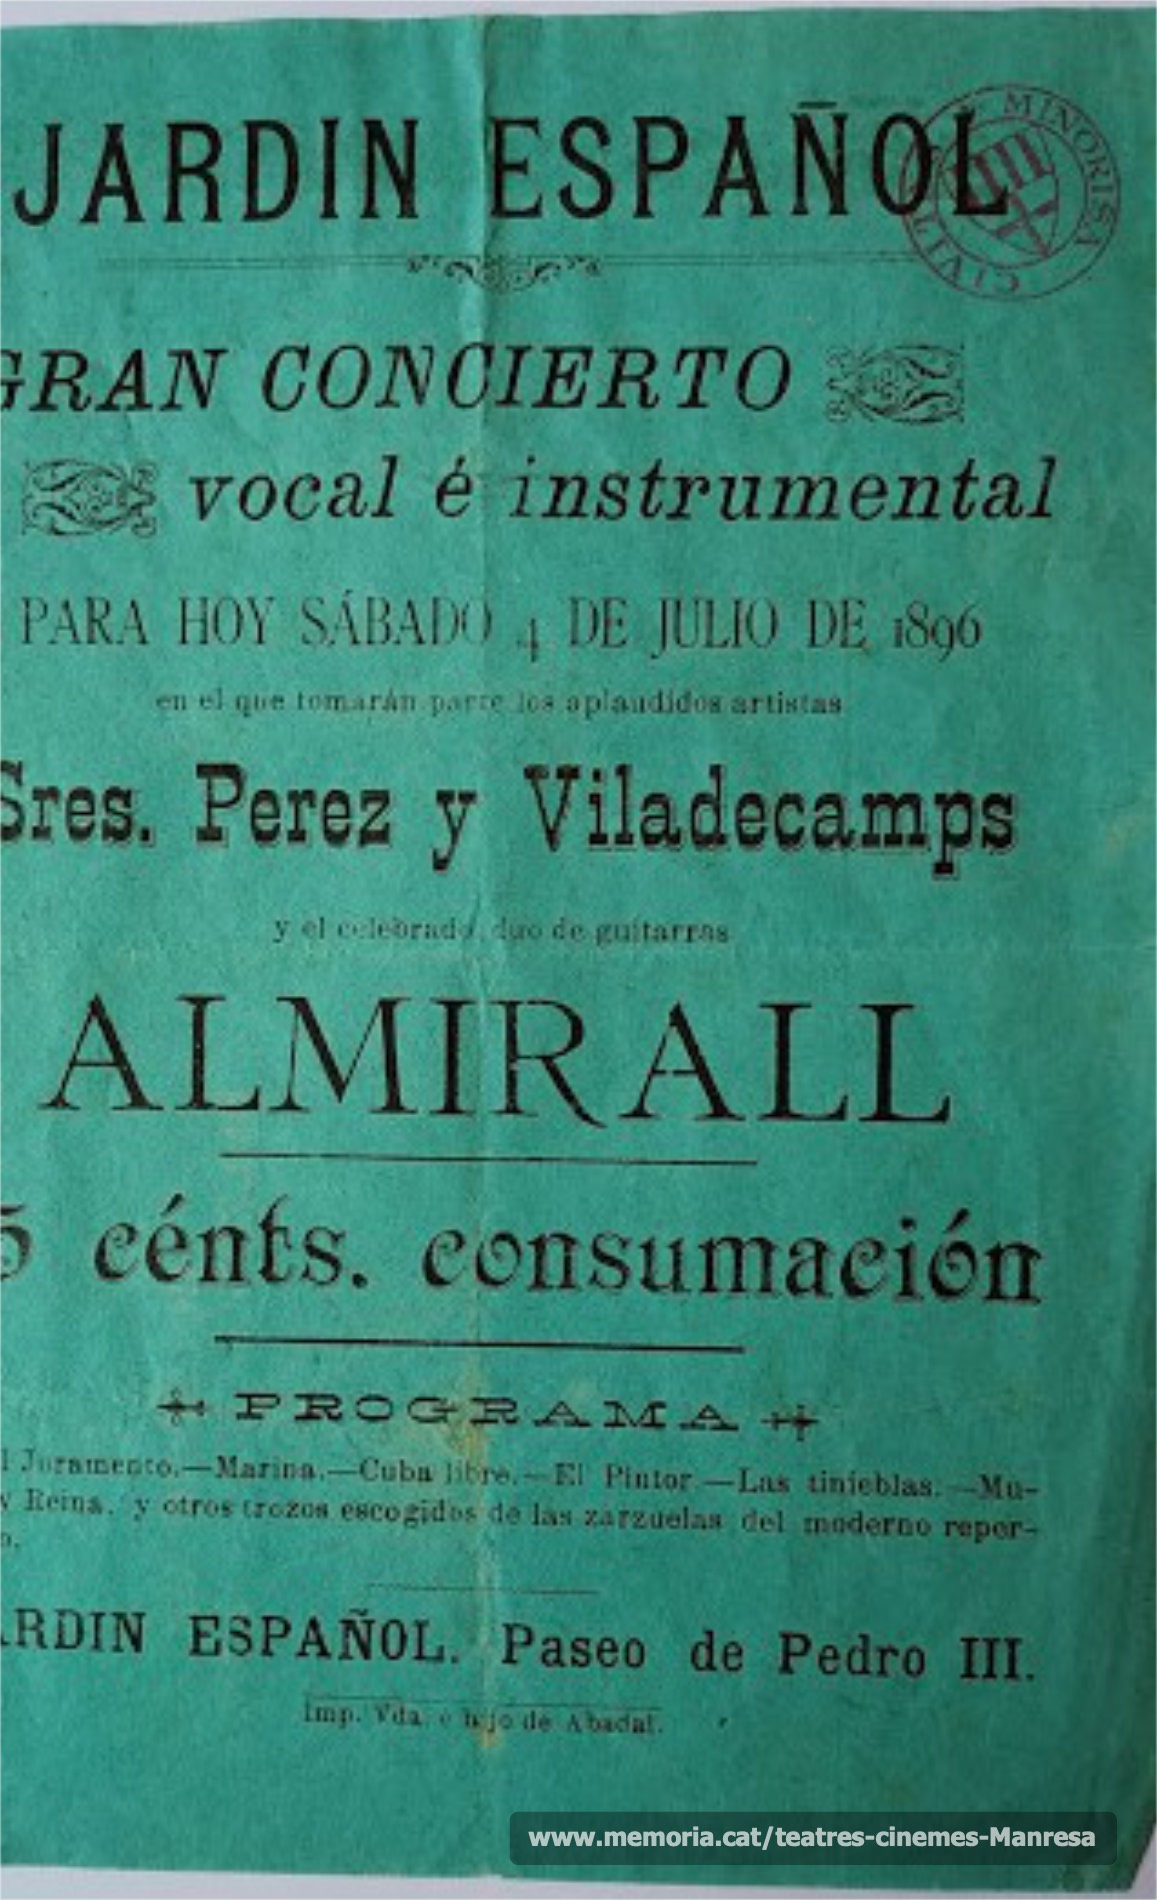 JARDIN ESPAÑOL
MINORISA
CIVITA
GRAN CONCIERTO
vocal é instrumental
PARA HOY SÁBADO 4 DE JULIO DE 1896
en el que tomarán parte los aplaudidos artistas
Sres. Perez y Viladecamps
y el celebrado duo de guitarras
ALMIRALL
5 cénts. consumación
PROGRAMA
l Juramento.—Marina.—Cuba libre.—El Pintor.—Las tinieblas.—Mu-
y Reina. y otros trozos escogidos de las zarzuelas del moderno reper-
o.
ARDIN ESPAÑOL. Paseo de Pedro III.
Imp. Vda. é hijo de Abadal.
www.memoria.cat/teatres-cinemes-Manresa